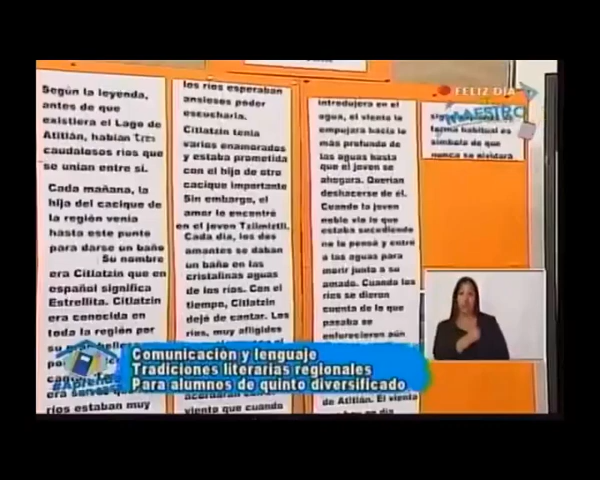 Según la leyenda,
antes de que
existiera el Lago de
Atitlán, habían Tres
caudalosos ríos que
se unían entre sí.
Cada mañana, la
hija del cacique de
la región venía
hasta este punto
para darse un baño
Su nombre
era Citlatzin que en
español significa
Estrellita. Citlatzin
era conocida en
toda la región por
su
ríos estaban muy
los ríos esperaban
ansiosos poder
escucharla.
Citlatzin tenía
varios enamorados
y estaba prometida
con el hijo de otro
cacique importante
Sin embargo, el
amor lo encontró
en el joven Tzilmiztli.
Cada día, los dos
amantes se daban
un baño en las
cristalinas aguas
de los ríos. Con el
tiempo, Citlatzin
dejó de cantar. Los
ríos, muy afligidos
viento que cuando
introdujera en el
agua, el viento lo
empujara hacia lo
más profundo de
las aguas hasta
que el joven se
ahogara. Querían
deshacerse de él.
Cuando la joven
noble vio lo que
estaba sucediendo
no lo pensó y entró
a las aguas para
morir junto a su
amado. Cuando los
ríos se dieron
cuenta de lo que
pasaba se
enfurecieron aún
de Atitlán. El viento
forma habitual es
símbolo de que
nunca se olvidará
FELIZ DÍA
MAESTRO
Comunicación y lenguaje
Tradiciones literarias regionales
Para alumnos de quinto diversificado